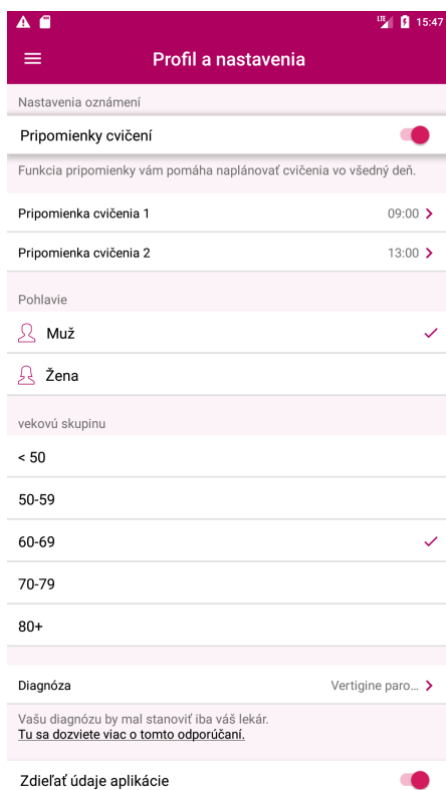 LTE 15:47
Profil a nastavenia
Nastavenia oznámení
Pripomienky cvičení
Funkcia pripomienky vám pomáha naplánovať cvičenia vo všedný deň.
Pripomienka cvičenia 1 09:00
Pripomienka cvičenia 2 13:00
Pohlavie
Muž
Žena
vekovú skupinu
< 50
50-59
60-69
70-79
80+
Diagnóza Vertigine paro...
Vašu diagnózu by mal stanoviť iba váš lekár.
Tu sa dozviete viac o tomto odporúčaní.
Zdieľať údaje aplikácie